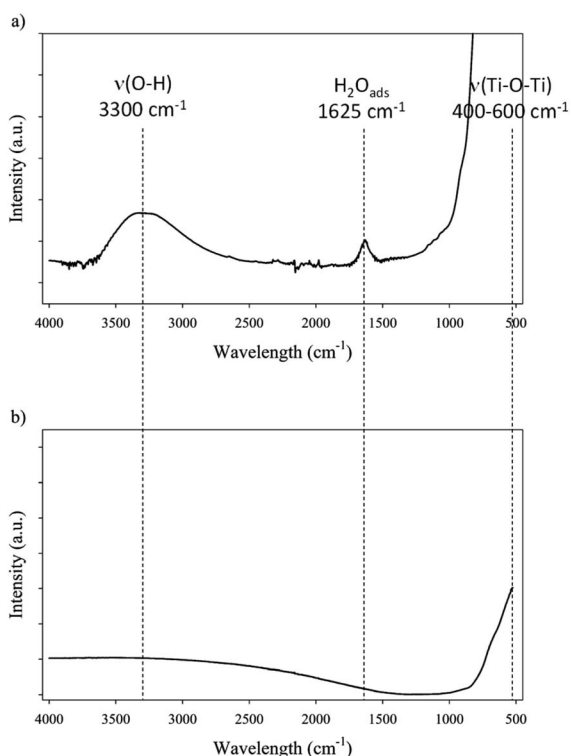 a)
ν(O-H)
3300 cm⁻¹
H₂Oₐdₛ
1625 cm⁻¹
ν(Ti-O-Ti)
400-600 cm⁻¹
Intensity (a.u.)
4000 3500 3000 2500 2000 1500 1000 500
Wavelength (cm⁻¹)
b)
Intensity (a.u.)
4000 3500 3000 2500 2000 1500 1000 500
Wavelength (cm⁻¹)